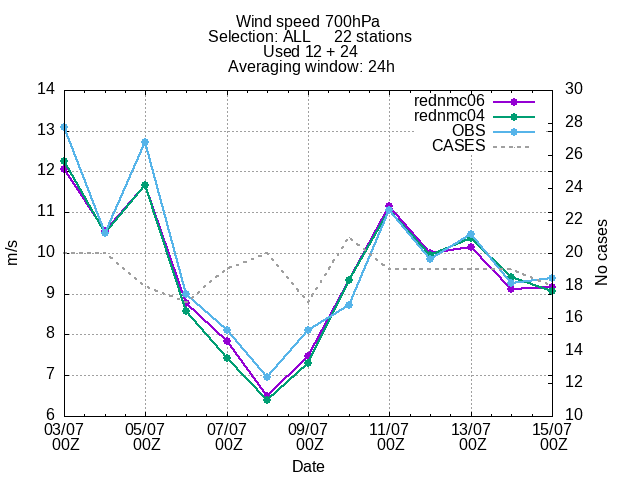 Wind speed 700hPa
Selection: ALL 22 stations
Used 12 + 24
Averaging window: 24h
14 30
rednmc06
rednmc04
OBS
CASES
13 28
12 26
11 24
10 22
9 20
8 18
7 16
6 14
12
10
m/s
No cases
03/07 05/07 07/07 09/07 11/07 13/07 15/07
00Z 00Z 00Z 00Z 00Z 00Z 00Z
Date